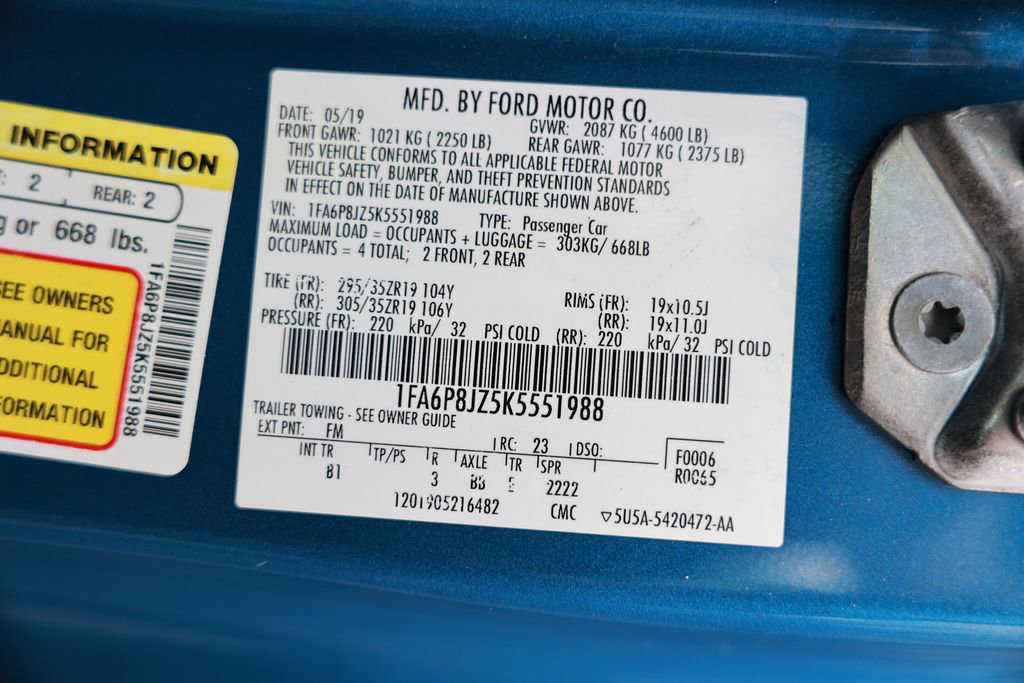 INFORMATION
2 REAR: 2
or 668 lbs.
SEE OWNERS
MANUAL FOR
ADDITIONAL
INFORMATION
1FA6P8JZ5K5551988
MFD. BY FORD MOTOR CO.
DATE: 05/19 GVWR: 2087 KG ( 4600 LB)
FRONT GAWR: 1021 KG ( 2250 LB) REAR GAWR: 1077 KG ( 2375 LB)
THIS VEHICLE CONFORMS TO ALL APPLICABLE FEDERAL MOTOR
VEHICLE SAFETY, BUMPER, AND THEFT PREVENTION STANDARDS
IN EFFECT ON THE DATE OF MANUFACTURE SHOWN ABOVE.
VIN: 1FA6P8JZ5K5551988 TYPE: Passenger Car
MAXIMUM LOAD = OCCUPANTS + LUGGAGE = 303KG/ 668LB
OCCUPANTS = 4 TOTAL; 2 FRONT, 2 REAR
TIRE (FR): 295/35ZR19 104Y RIMS (FR): 19x10.5J
(RR): 305/35ZR19 106Y (RR): 19x11.0J
PRESSURE (FR): 220 kPa/ 32 PSI COLD (RR): 220 kPa/ 32 PSI COLD
1FA6P8JZ5K5551988
TRAILER TOWING - SEE OWNER GUIDE
EXT PNT: FM RC: 23 DSO: F0006
INT TR TP/PS R AXLE TR SPR R0065
B1 3 BB 2222
1201905216482 CMC ▽5U5A-5420472-AA